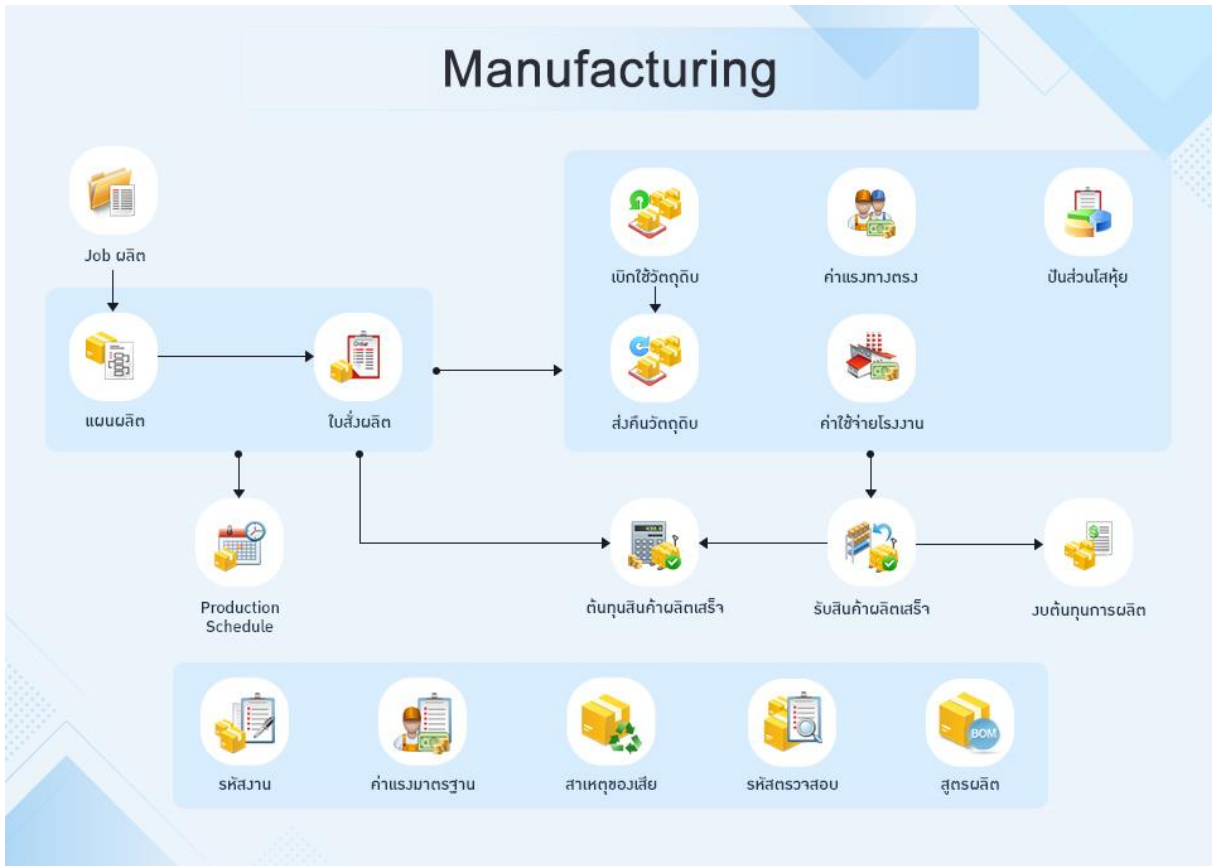 Manufacturing
Job ผลิต
เบิกใช้วัตถุดิบ
ค่าแรงทางตรง
ปันส่วนโสหุ้ย
แผนผลิต
ใบสั่งผลิต
Order
ส่งคืนวัตถุดิบ
ค่าใช้จ่ายโรงงาน
Production
Schedule
ต้นทุนสินค้าผลิตเสร็จ
รับสินค้าผลิตเสร็จ
งบต้นทุนการผลิต
รหัสงาน
ค่าแรงมาตรฐาน
สาเหตุของเสีย
รหัสตรวจสอบ
BOM
สูตรผลิต